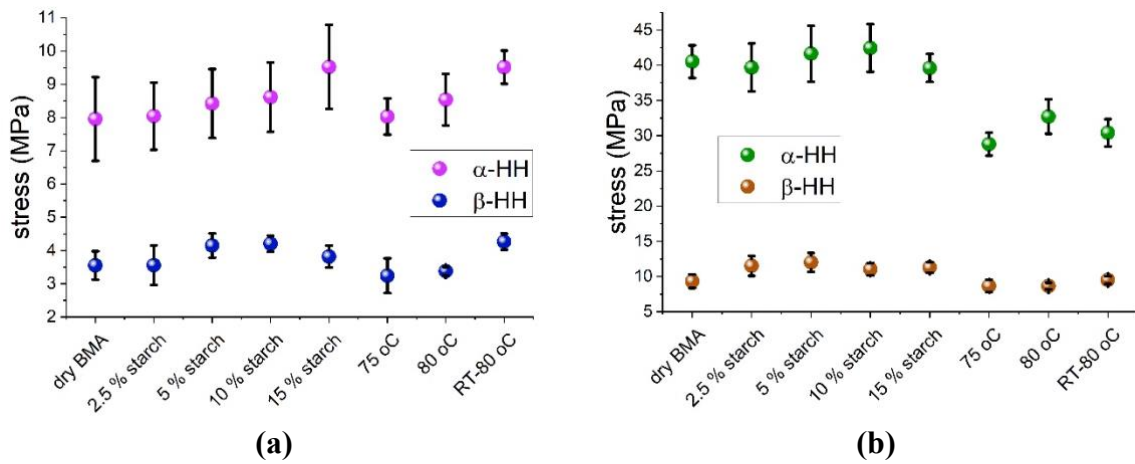 11
10
9
8
7
6
5
4
3
2
stress (MPa)
α-HH
β-HH
dry BMA
2.5 % starch
5 % starch
10 % starch
15 % starch
75 oC
80 oC
RT-80 oC
(a)
45
40
35
30
25
20
15
10
5
stress (MPa)
α-HH
β-HH
dry BMA
2.5 % starch
5 % starch
10 % starch
15 % starch
75 oC
80 oC
RT-80 oC
(b)